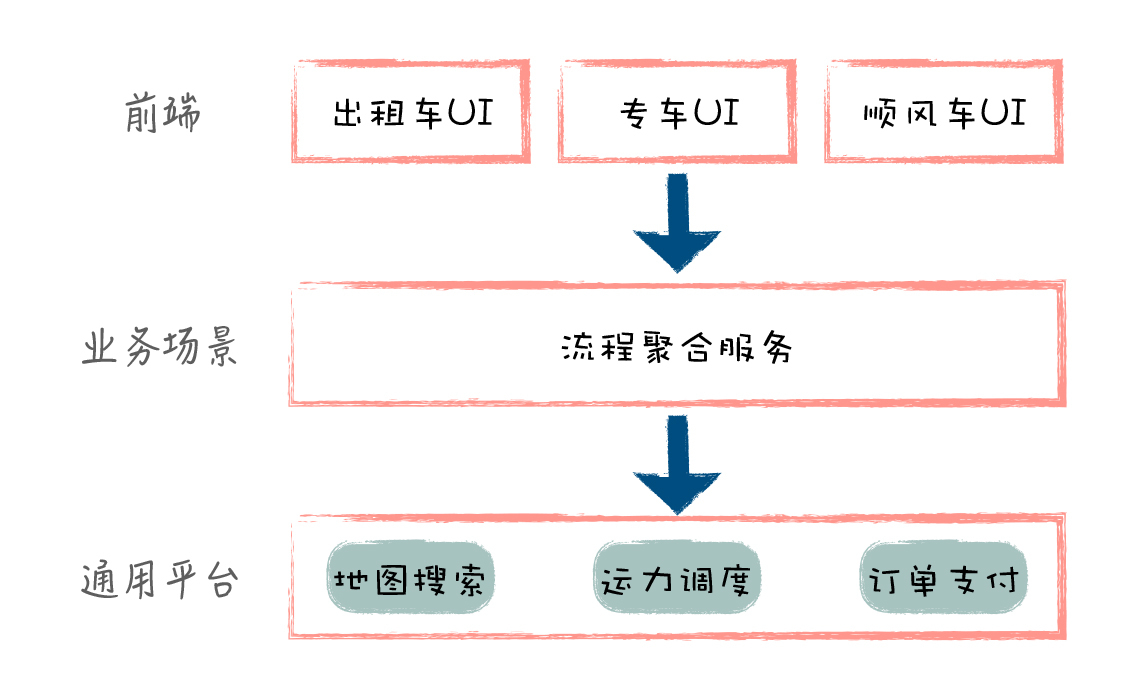 前端
出租车UI
专车UI
顺风车UI
业务场景
流程聚合服务
通用平台
地图搜索
运力调度
订单支付